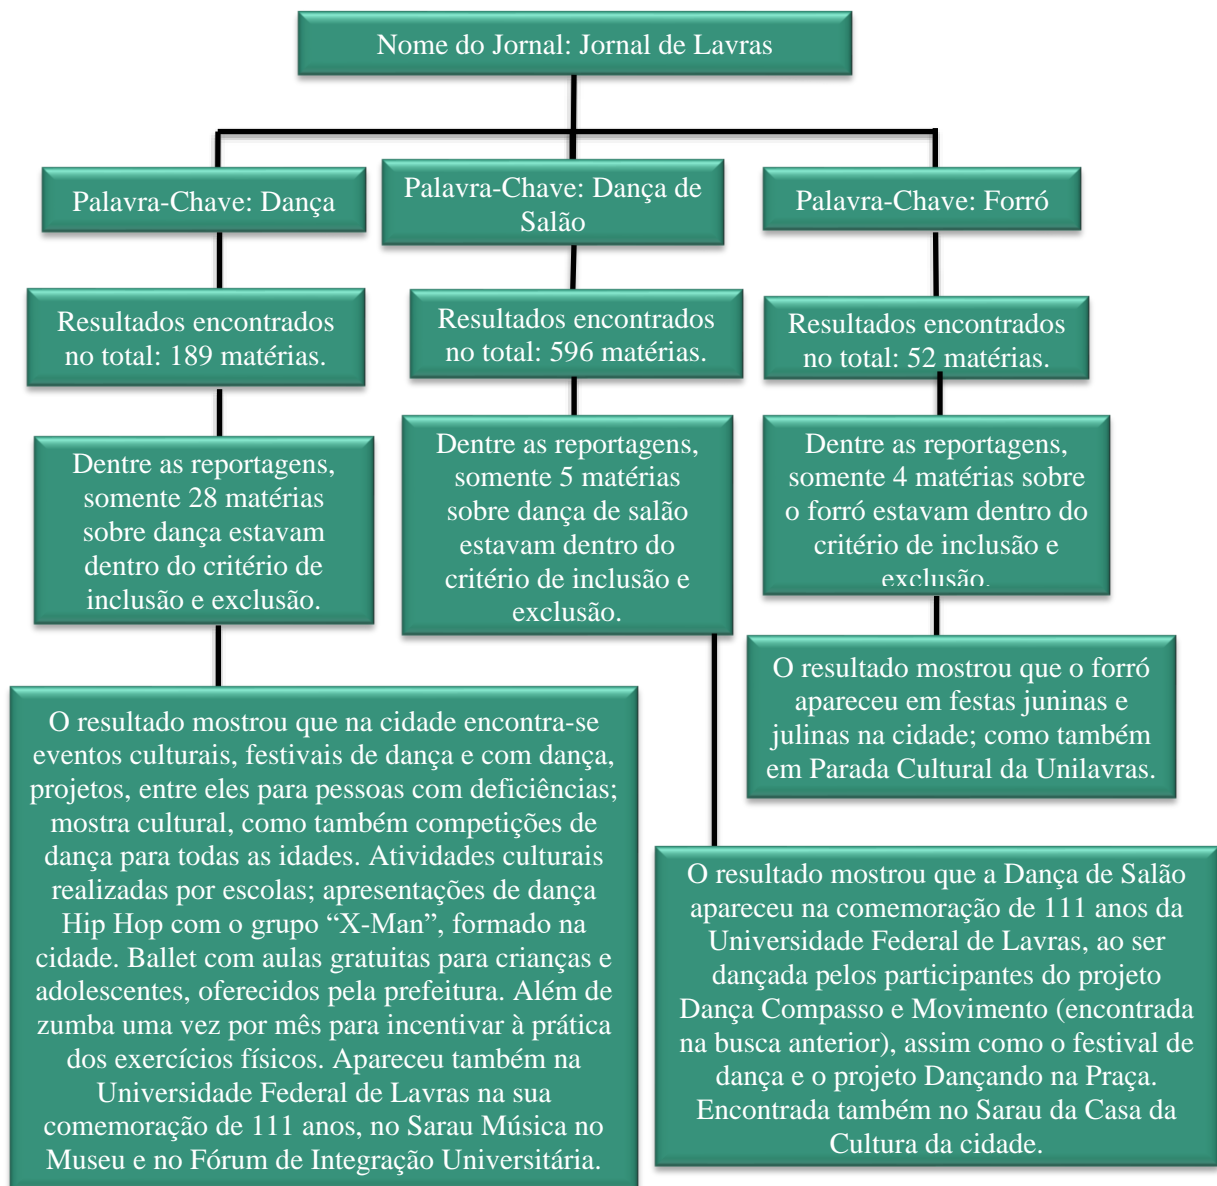 Nome do Jornal: Jornal de Lavras
Palavra-Chave: Dança
Palavra-Chave: Dança de
Salão
Palavra-Chave: Forró
Resultados encontrados
no total: 189 matérias.
Resultados encontrados
no total: 596 matérias.
Resultados encontrados
no total: 52 matérias.
Dentre as reportagens,
somente 28 matérias
sobre dança estavam
dentro do critério de
inclusão e exclusão.
Dentre as reportagens,
somente 5 matérias
sobre dança de salão
estavam dentro do
critério de inclusão e
exclusão.
Dentre as reportagens,
somente 4 matérias sobre
o forró estavam dentro do
critério de inclusão e
exclusão.
O resultado mostrou que na cidade encontra-se
eventos culturais, festivais de dança e com dança,
projetos, entre eles para pessoas com deficiências;
mostra cultural, como também competições de
dança para todas as idades. Atividades culturais
realizadas por escolas; apresentações de dança
Hip Hop com o grupo “X-Man”, formado na
cidade. Ballet com aulas gratuitas para crianças e
adolescentes, oferecidos pela prefeitura. Além de
zumba uma vez por mês para incentivar à prática
dos exercícios físicos. Apareceu também na
Universidade Federal de Lavras na sua
comemoração de 111 anos, no Sarau Música no
Museu e no Fórum de Integração Universitária.
O resultado mostrou que a Dança de Salão
apareceu na comemoração de 111 anos da
Universidade Federal de Lavras, ao ser
dançada pelos participantes do projeto
Dança Compasso e Movimento (encontrada
na busca anterior), assim como o festival de
dança e o projeto Dançando na Praça.
Encontrada também no Sarau da Casa da
Cultura da cidade.
O resultado mostrou que o forró
apareceu em festas juninas e
julinas na cidade; como também
em Parada Cultural da Unilavras.